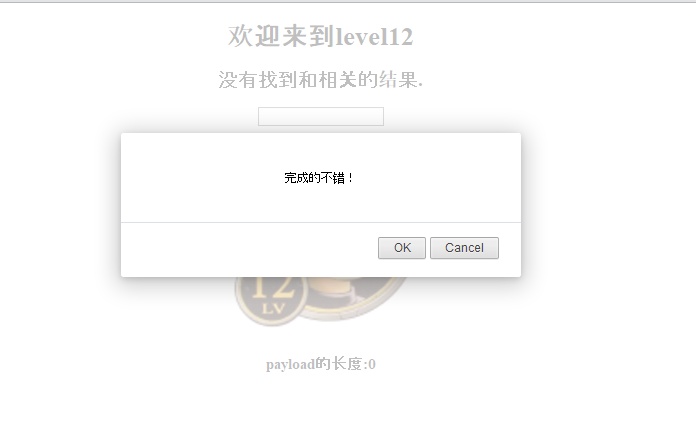 欢迎来到level12
没有找到和相关的结果.
完成的不错！
OK Cancel
12
LV
payload的长度:0